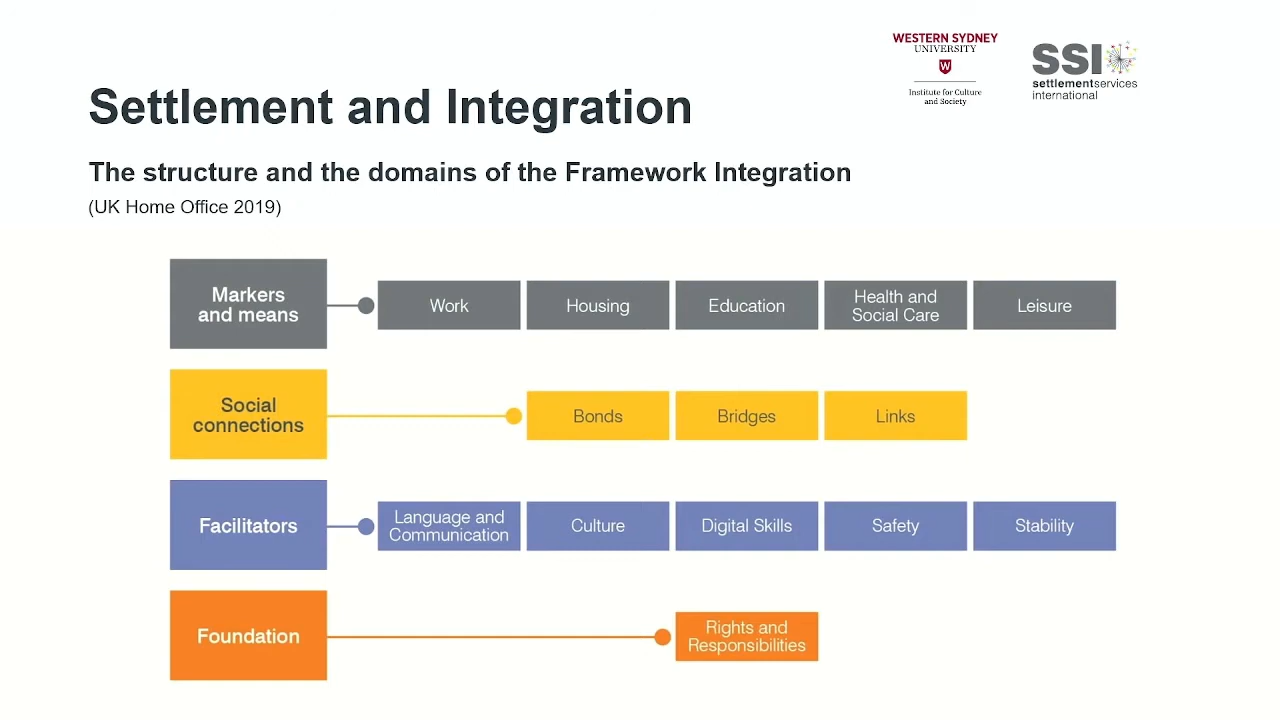 WESTERN SYDNEY
UNIVERSITY
W
Institute for Culture
and Society
SSI
settlementservices
international
Settlement and Integration
The structure and the domains of the Framework Integration
(UK Home Office 2019)
Markers
and means
Work
Housing
Education
Health and
Social Care
Leisure
Social
connections
Bonds
Bridges
Links
Facilitators
Language and
Communication
Culture
Digital Skills
Safety
Stability
Foundation
Rights and
Responsibilities